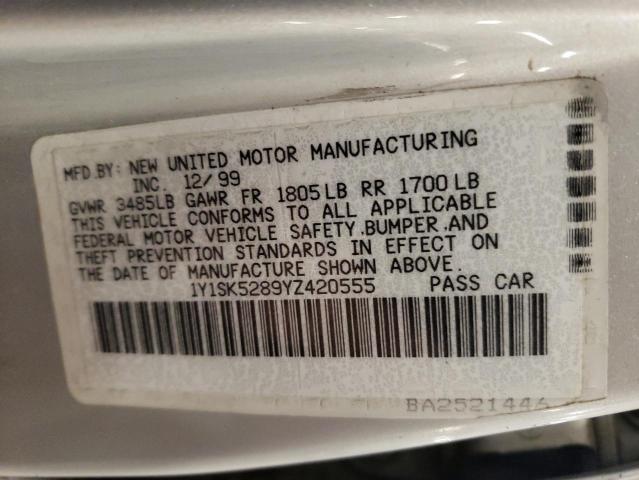 MFD.BY: NEW UNITED MOTOR MANUFACTURING
INC. 12/99
GVWR 3485LB GAWR FR 1805LB RR 1700LB
THIS VEHICLE CONFORMS TO ALL APPLICABLE
FEDERAL MOTOR VEHICLE SAFETY.BUMPER.AND
THEFT PREVENTION STANDARDS IN EFFECT ON
THE DATE OF MANUFACTURE SHOWN ABOVE.
1Y1SK5289YZ420555 PASS CAR